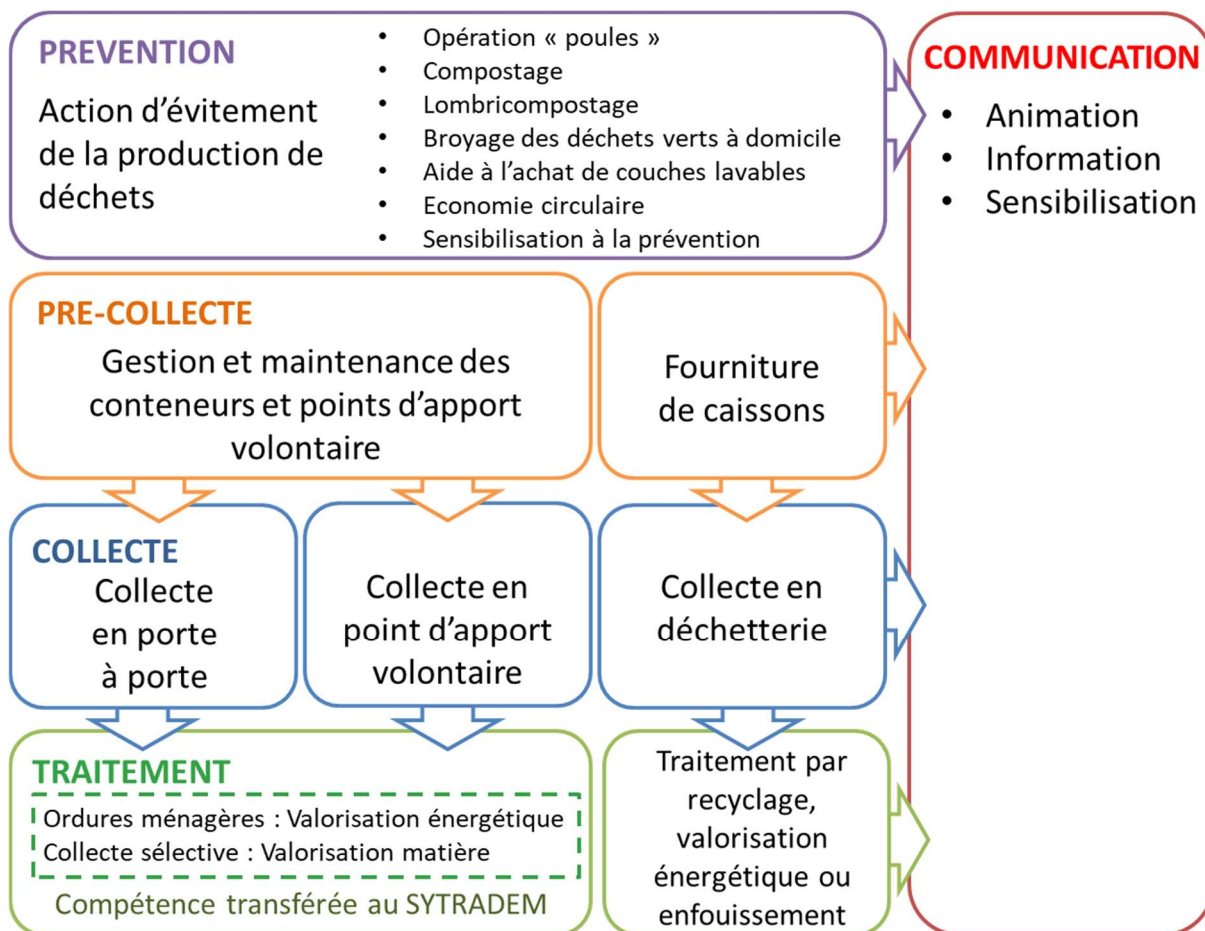 PREVENTION
Action d’évitement
de la production de
déchets
• Opération « poules »
• Compostage
• Lombricompostage
• Broyage des déchets verts à domicile
• Aide à l’achat de couches lavables
• Economie circulaire
• Sensibilisation à la prévention
COMMUNICATION
• Animation
• Information
• Sensibilisation
PRE-COLLECTE
Gestion et maintenance des
conteneurs et points d’apport
volontaire
Fourniture
de caissons
COLLECTE
Collecte
en porte
à porte
Collecte en
point d’apport
volontaire
Collecte en
déchetterie
TRAITEMENT
Ordures ménagères : Valorisation énergétique
Collecte sélective : Valorisation matière
Compétence transférée au SYTRADEM
Traitement par
recyclage,
valorisation
énergétique ou
enfouissement